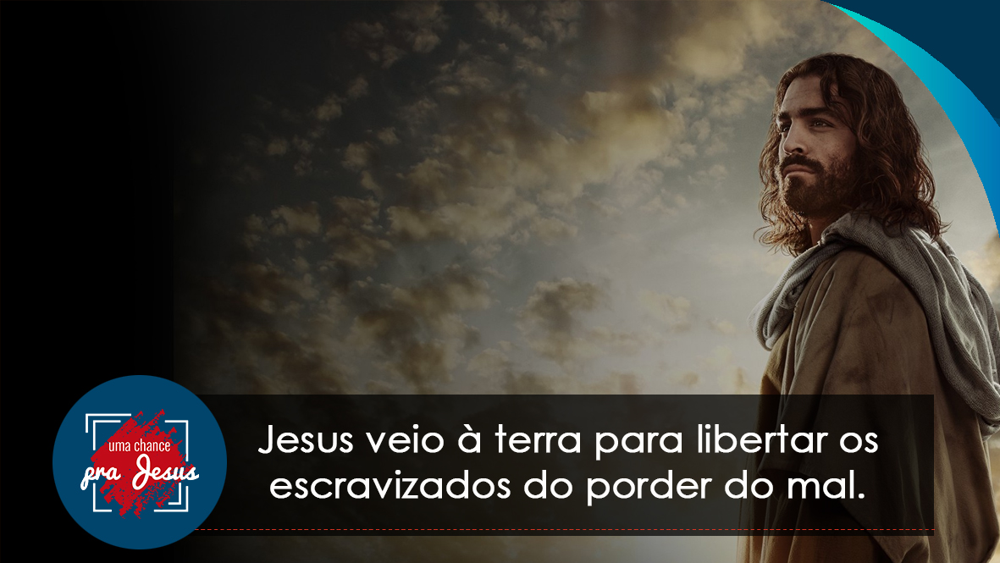 uma chance
pra Jesus
Jesus veio à terra para libertar os
escravizados do porder do mal.